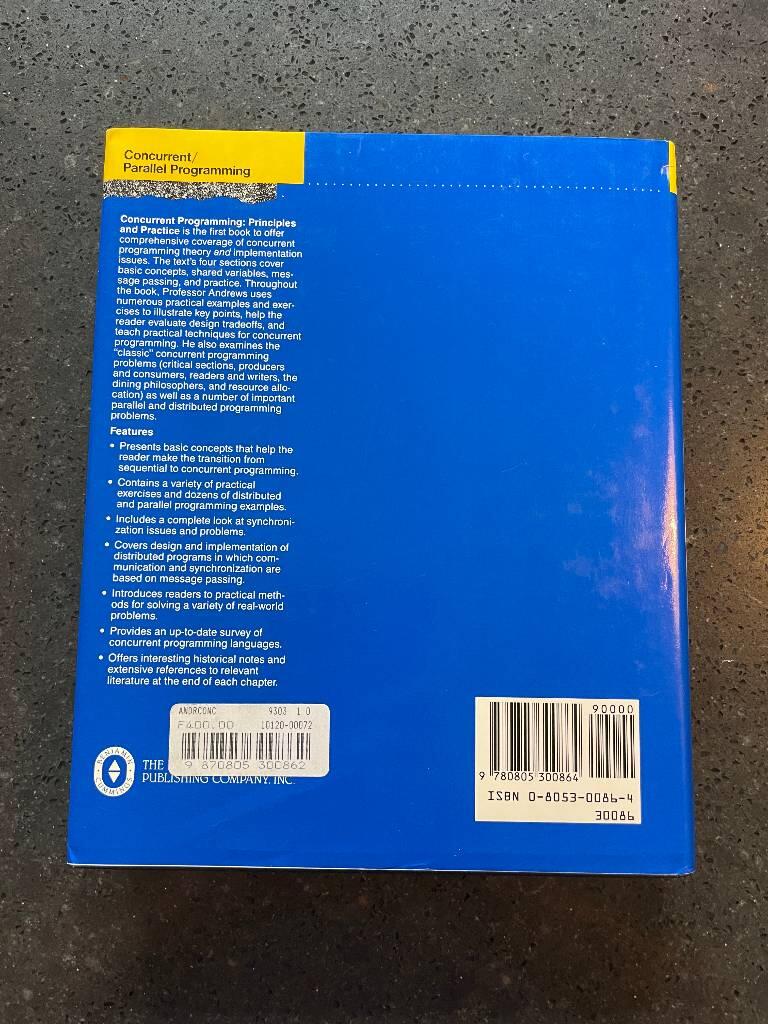 Concurrent/
Parallel Programming
Concurrent Programming: Principles
and Practice is the first book to offer
comprehensive coverage of concurrent
programming theory and implementation
issues. The text's four sections cover
basic concepts, shared variables, mes-
sage passing, and practice. Throughout
the book, Professor Andrews uses
numerous practical examples and exer-
cises to illustrate key points, help the
reader evaluate design tradeoffs, and
teach practical techniques for concurrent
programming. He also examines the
"classic" concurrent programming
problems (critical sections, producers
and consumers, readers and writers, the
dining philosophers, and resource allo-
cation) as well as a number of important
parallel and distributed programming
problems.
Features
• Presents basic concepts that help the
reader make the transition from
sequential to concurrent programming.
• Contains a variety of practical
exercises and dozens of distributed
and parallel programming examples.
• Includes a complete look at synchroni-
zation issues and problems.
• Covers design and implementation of
distributed programs in which com-
munication and synchronization are
based on message passing.
• Introduces readers to practical meth-
ods for solving a variety of real-world
problems.
• Provides an up-to-date survey of
concurrent programming languages.
• Offers interesting historical notes and
extensive references to relevant
literature at the end of each chapter.
ANDRCONC 9303 1 0
F400.00 10120-00072
9 870805 300862
BENJAMIN CUMMINGS
THE
PUBLISHING COMPANY, INC.
90000
9 780805 300864
ISBN 0-8053-0086-4
30086